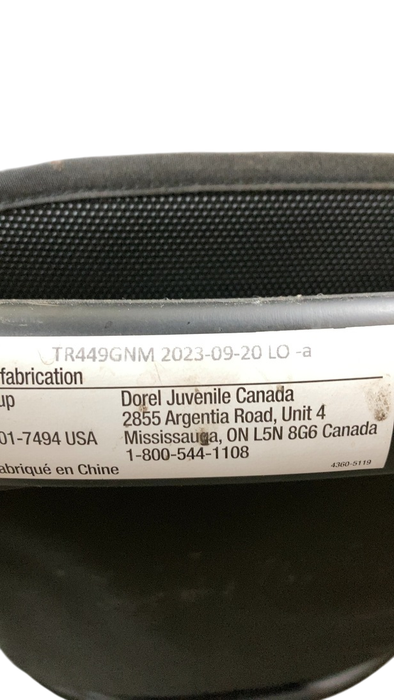 TR449GNM 2023-09-20 LO -a
fabrication
up Dorel Juvenile Canada
2855 Argentia Road, Unit 4
01-7494 USA Mississauga, ON L5N 8G6 Canada
1-800-544-1108
abriqué en Chine 4360-5119